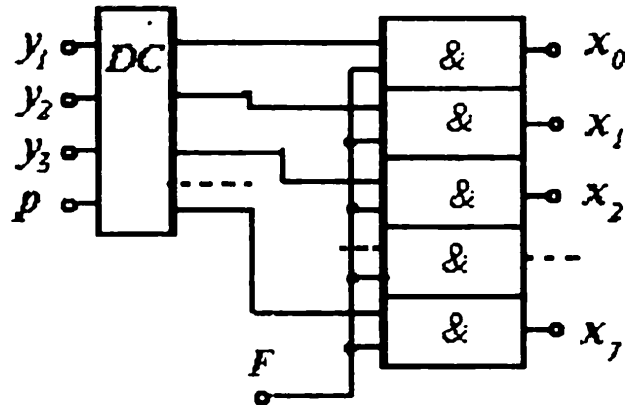 y₁ DC & x₀
y₂ & x₁
y₃ & x₂
p &
& x₇
F